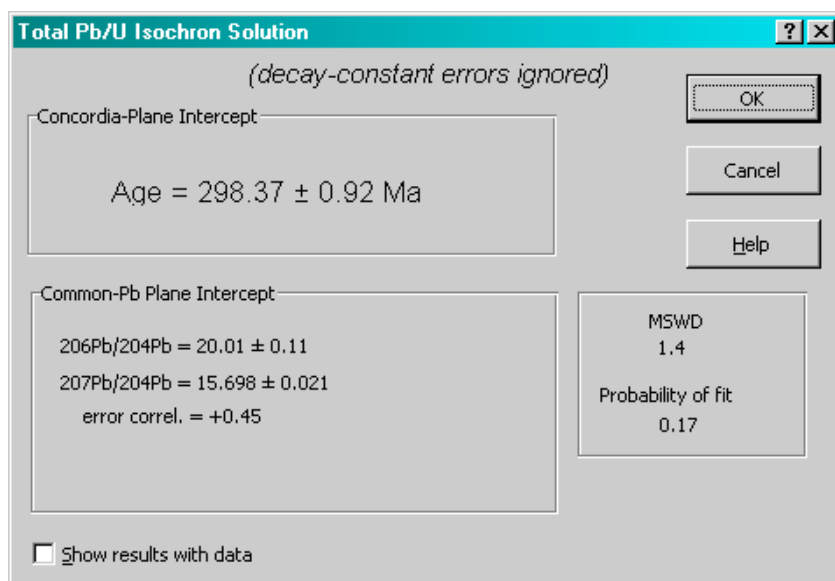 Total Pb/U Isochron Solution
? X
(decay-constant errors ignored)
OK
Concordia-Plane Intercept
Age = 298.37 ± 0.92 Ma
Cancel
Help
Common-Pb Plane Intercept
206Pb/204Pb = 20.01 ± 0.11
207Pb/204Pb = 15.698 ± 0.021
error correl. = +0.45
MSWD
1.4
Probability of fit
0.17
Show results with data